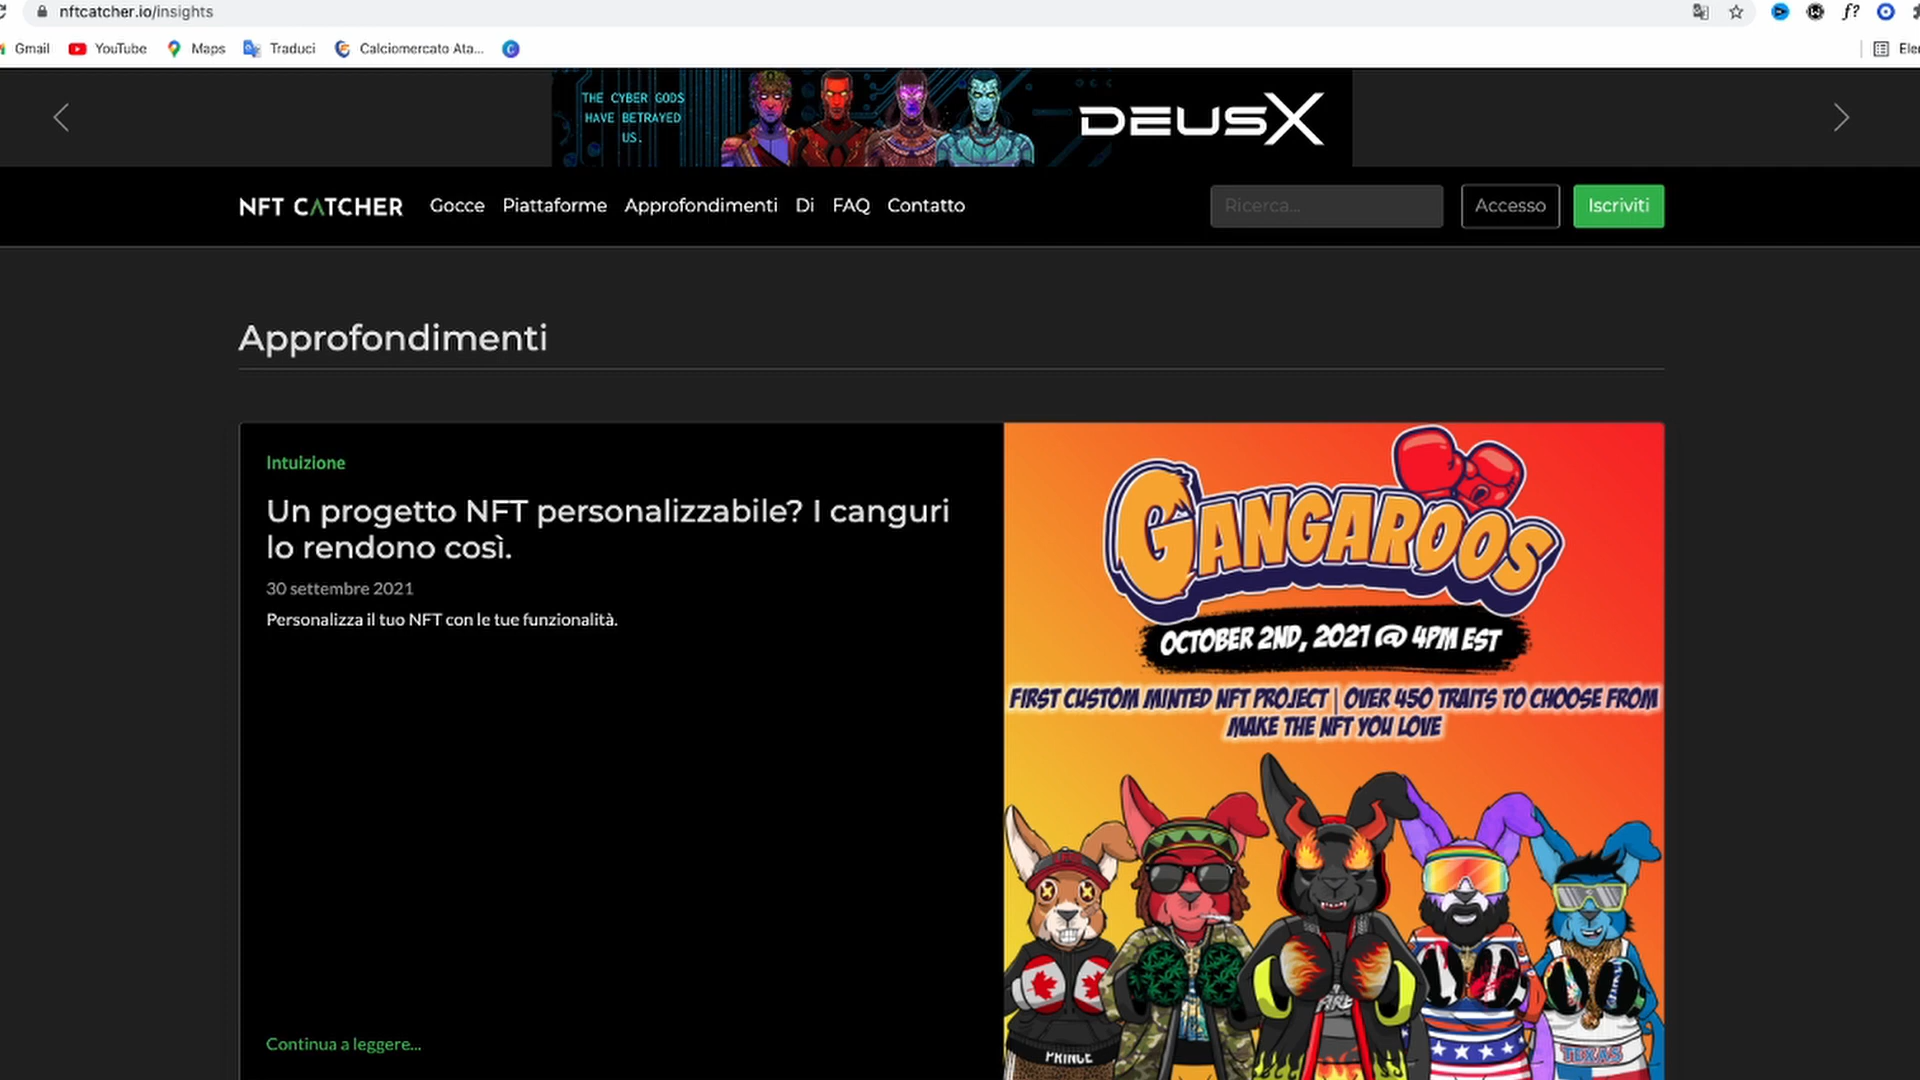 nftcatcher.io/insights
Gmail YouTube Maps Traduci Calciomercato Ata...
THE CYBER GODS
HAVE BETRAYED
US.
DEUSX
NFT CATCHER Gocce Piattaforme Approfondimenti Di FAQ Contatto Ricerca... Accesso Iscriviti
Approfondimenti
Intuizione
Un progetto NFT personalizzabile? I canguri
lo rendono così.
30 settembre 2021
Personalizza il tuo NFT con le tue funzionalità.
Continua a leggere...
GANGAROOS
OCTOBER 2ND, 2021 @ 4PM EST
FIRST CUSTOM MINTED NFT PROJECT | OVER 450 TRAITS TO CHOOSE FROM
MAKE THE NFT YOU LOVE
FIRE
PRINCE
TEXAS